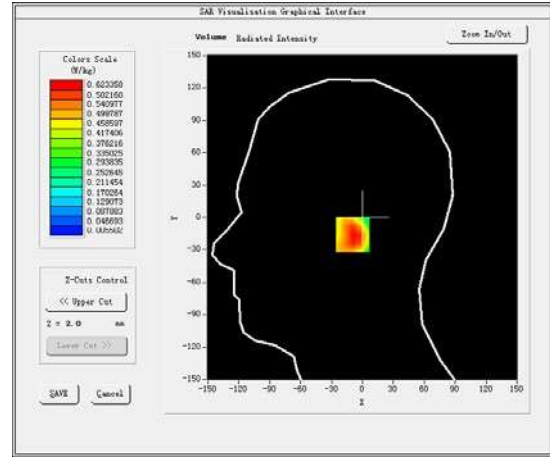 SAR Visualisation Graphical Interface
Volume Radiated Intensity
Zoom In/Out
Colors Scale
(W/kg)
0.623350
0.582160
0.540977
0.499787
0.458597
0.417406
0.376216
0.335025
0.293835
0.252645
0.211454
0.170264
0.129073
0.087883
0.046693
0.005502
Z-Cuts Control
<< Upper Cut
Z = 2.0 mm
Lower Cut >>
SAVE Cancel
150
120
90
60
30
0
-30
-60
-90
-120
-150
Y
-150 -120 -90 -60 -30 0 30 60 90 120 150
X